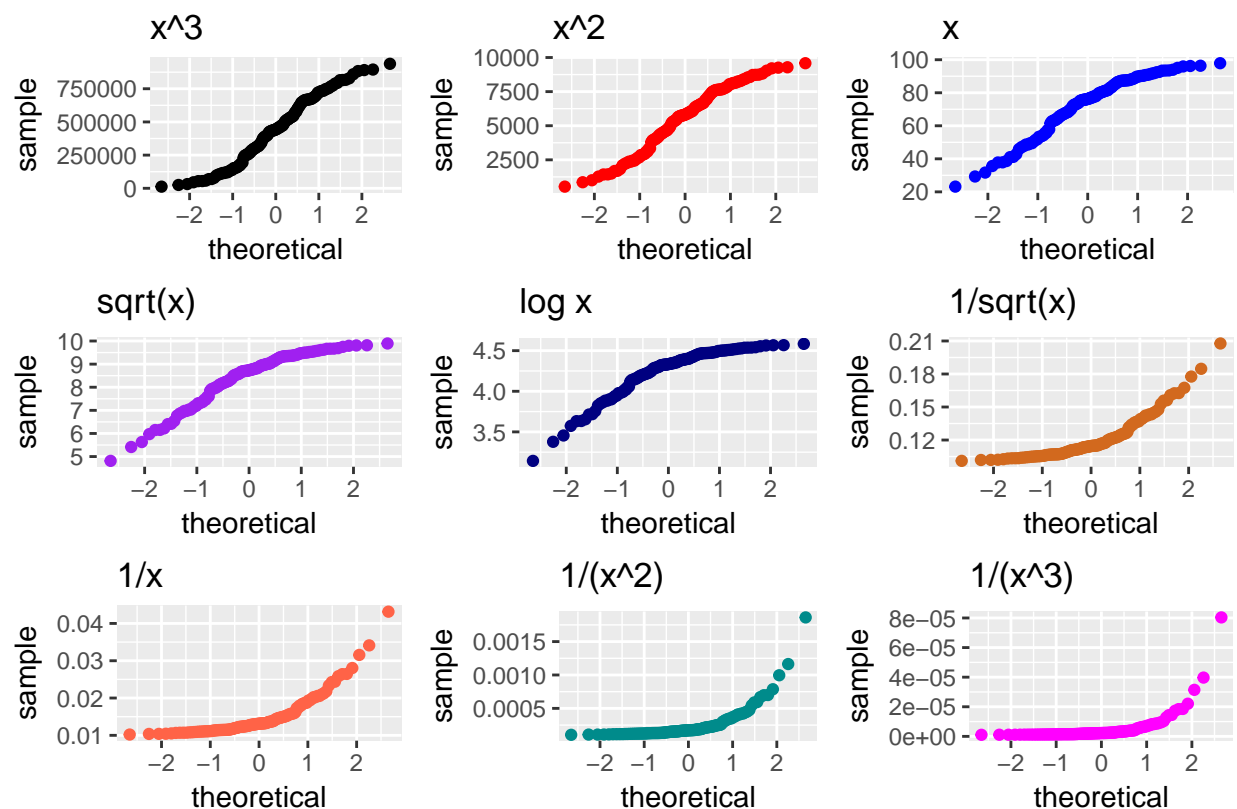 x^3
x^2
x
sample
750000
500000
250000
0
−2
−1
0
1
2
theoretical
sample
10000
7500
5000
2500
−2
−1
0
1
2
theoretical
sample
100
80
60
40
20
−2
−1
0
1
2
theoretical
sqrt(x)
log x
1/sqrt(x)
sample
10
9
8
7
6
5
−2
−1
0
1
2
theoretical
sample
4.5
4.0
3.5
−2
−1
0
1
2
theoretical
sample
0.21
0.18
0.15
0.12
−2
−1
0
1
2
theoretical
1/x
1/(x^2)
1/(x^3)
sample
0.04
0.03
0.02
0.01
−2
−1
0
1
2
theoretical
sample
0.0015
0.0010
0.0005
−2
−1
0
1
2
theoretical
sample
8e−05
6e−05
4e−05
2e−05
0e+00
−2
−1
0
1
2
theoretical